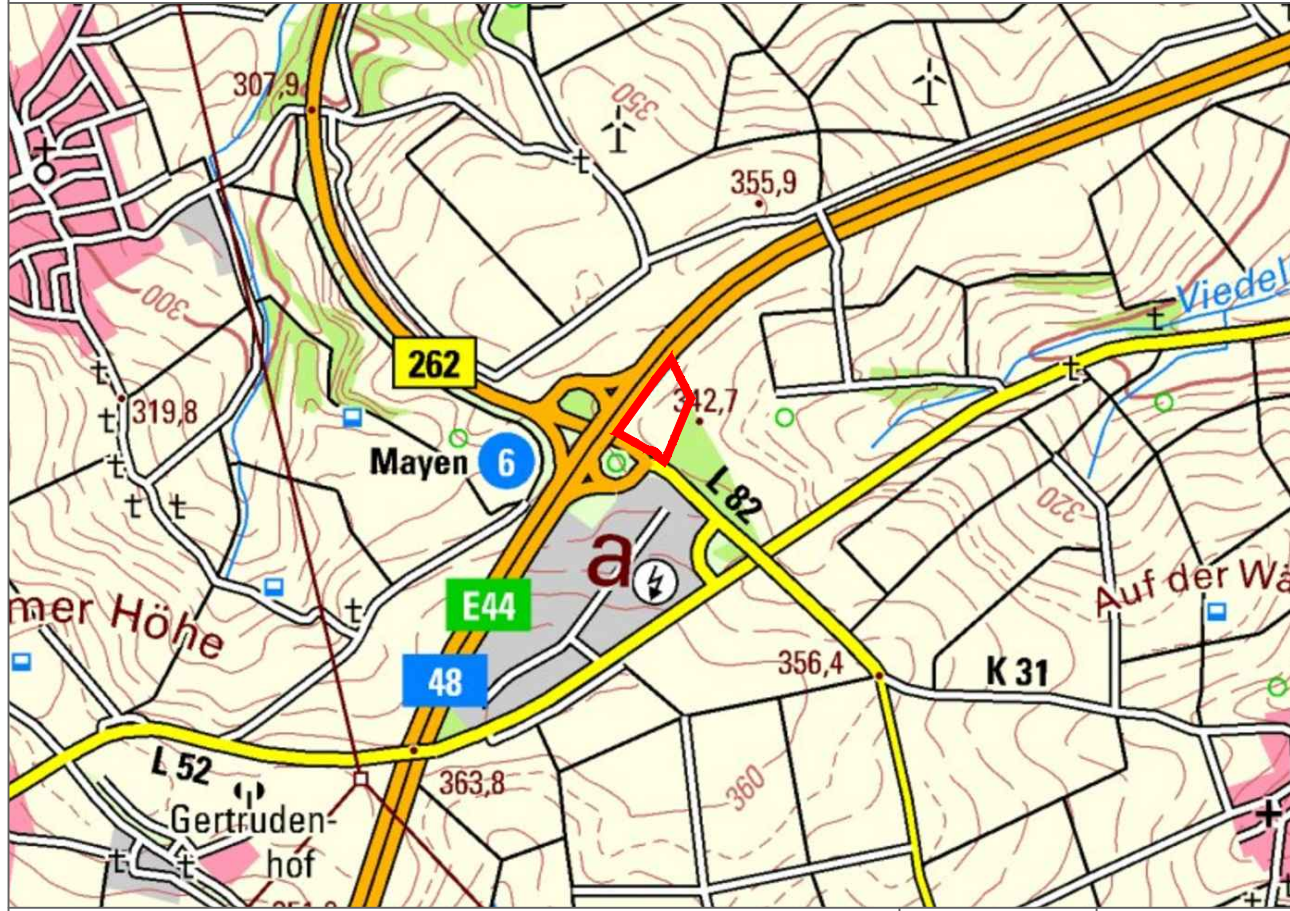 307,9
350
355,9
300
Viedel
262
319,8
342,7
Mayen
6
L 82
320
a
E44
Auf der Wä
mer Höhe
356,4
K 31
48
L 52
363,8
360
Gertruden-
hof